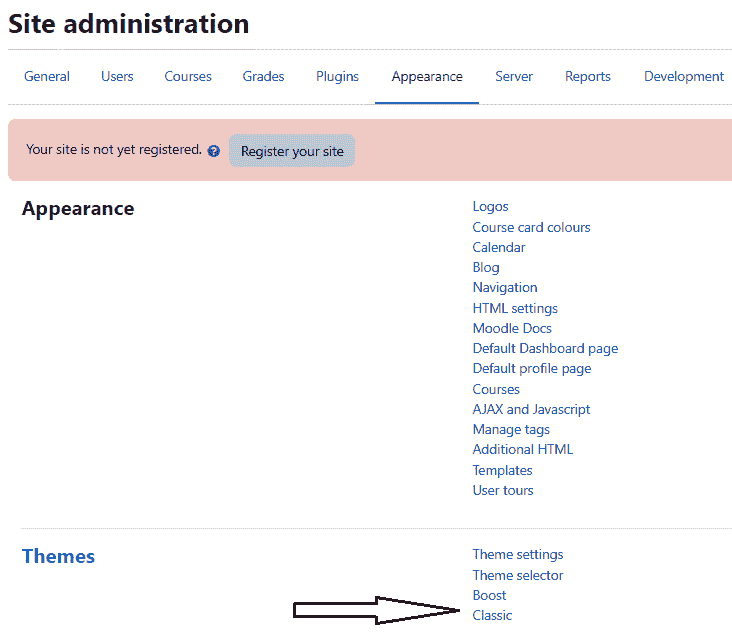 Site administration
General Users Courses Grades Plugins Appearance Server Reports Development
Your site is not yet registered. ? Register your site
Appearance
Logos
Course card colours
Calendar
Blog
Navigation
HTML settings
Moodle Docs
Default Dashboard page
Default profile page
Courses
AJAX and Javascript
Manage tags
Additional HTML
Templates
User tours
Themes
Theme settings
Theme selector
Boost
Classic